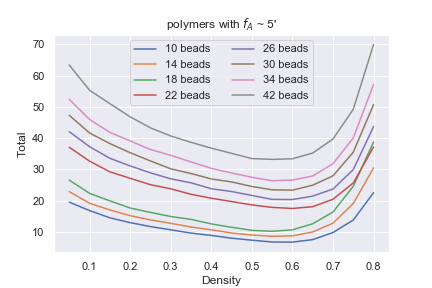 polymers with f_A ~ 5'
70
60
50
40
30
20
10
Total
10 beads
14 beads
18 beads
22 beads
26 beads
30 beads
34 beads
42 beads
0.1 0.2 0.3 0.4 0.5 0.6 0.7 0.8
Density